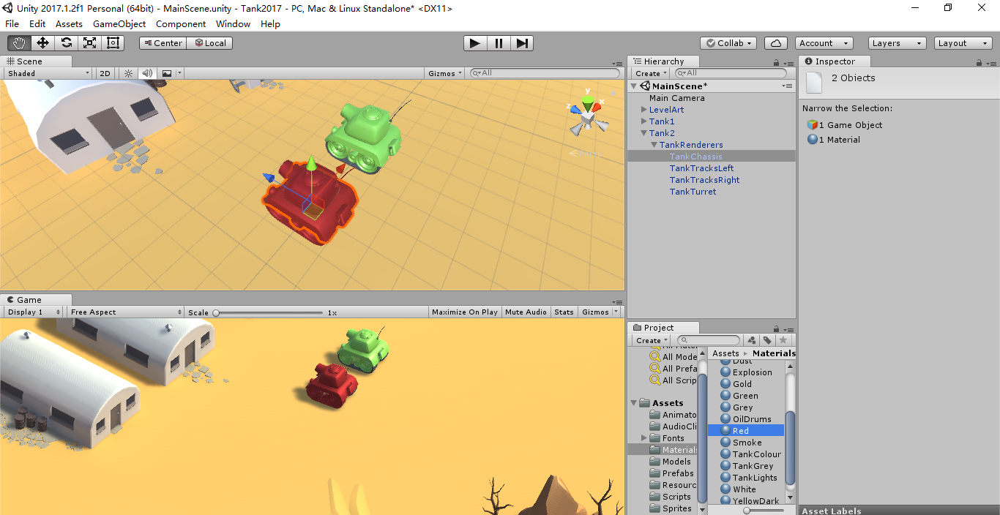 Unity 2017.1.2f1 Personal (64bit) - MainScene.unity - Tank2017 - PC, Mac & Linux Standalone* <DX11>
File Edit Assets GameObject Component Window Help
Center Local Collab Account Layers Layout
Scene
Shaded 2D Gizmos All
y
x
z
Game
Display 1 Free Aspect Scale 1x Maximize On Play Mute Audio Stats Gizmos
Hierarchy
Create All
MainScene*
Main Camera
LevelArt
Tank1
Tank2
TankRenderers
TankChassis
TankTracksLeft
TankTracksRight
TankTurret
Project
Create
All Mode
All Prefa
All Scrip
Assets
Animato
AudioCli
Fonts
Material
Models
Prefabs
Resourc
Scripts
Sprites
Assets Materials
Dust
Explosion
Gold
Green
Grey
OilDrums
Red
Smoke
TankColour
TankGrey
TankLights
White
YellowDark
Inspector
2 Objects
Narrow the Selection:
1 Game Object
1 Material
Asset Labels